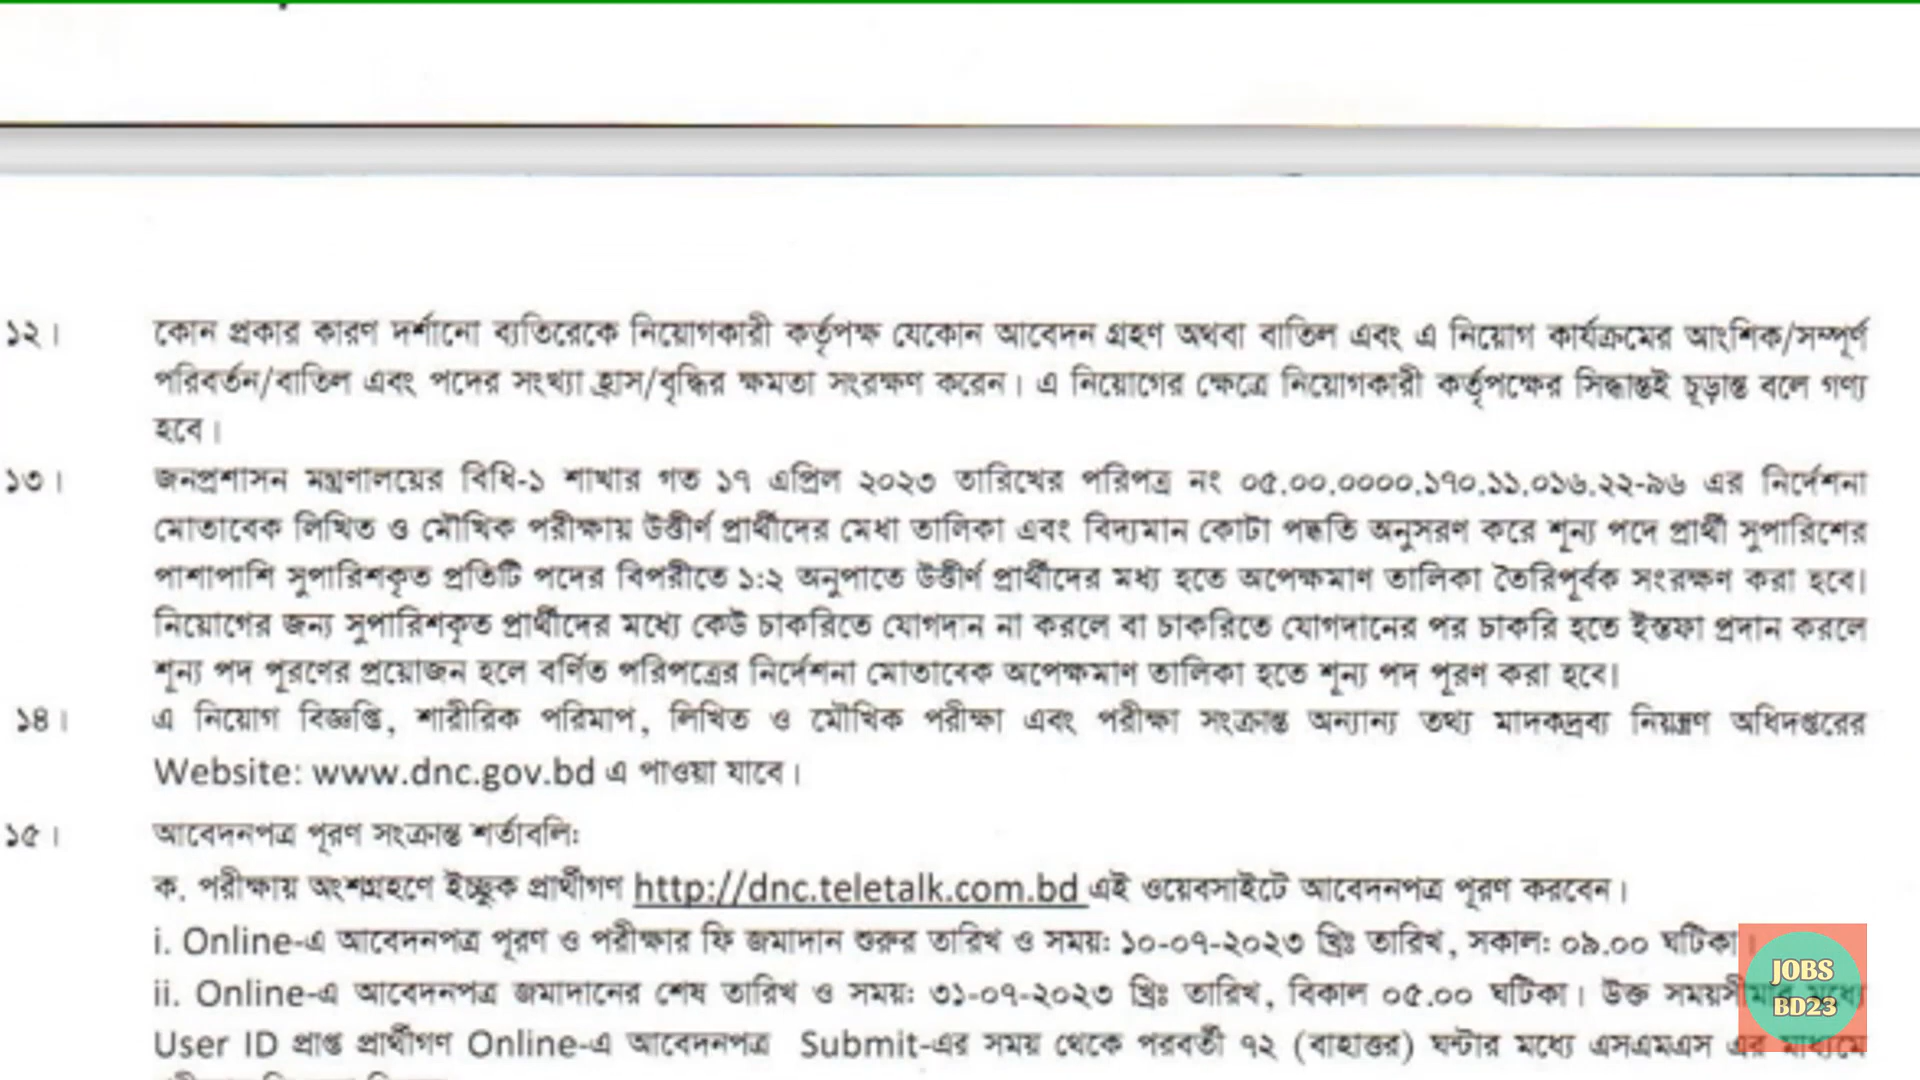 ১২। কোন প্রকার কারণ দর্শানো ব্যতিরেকে নিয়োগকারী কর্তৃপক্ষ যেকোন আবেদন গ্রহণ অথবা বাতিল এবং এ নিয়োগ কার্যক্রমের আংশিক/সম্পূর্ণ
পরিবর্তন/বাতিল এবং পদের সংখ্যা হ্রাস/বৃদ্ধির ক্ষমতা সংরক্ষণ করেন। এ নিয়োগের ক্ষেত্রে নিয়োগকারী কর্তৃপক্ষের সিদ্ধান্তই চূড়ান্ত বলে গণ্য
হবে।
১৩। জনপ্রশাসন মন্ত্রণালয়ের বিধি-১ শাখার গত ১৭ এপ্রিল ২০২৩ তারিখের পরিপত্র নং ০৫.০০.০০০০.১৭০.১১.০১৬.২২-৯৬ এর নির্দেশনা
মোতাবেক লিখিত ও মৌখিক পরীক্ষায় উত্তীর্ণ প্রার্থীদের মেধা তালিকা এবং বিদ্যমান কোটা পদ্ধতি অনুসরণ করে শূন্য পদে প্রার্থী সুপারিশের
পাশাপাশি সুপারিশকৃত প্রতিটি পদের বিপরীতে ১:২ অনুপাতে উত্তীর্ণ প্রার্থীদের মধ্য হতে অপেক্ষমাণ তালিকা তৈরিপূর্বক সংরক্ষণ করা হবে।
নিয়োগের জন্য সুপারিশকৃত প্রার্থীদের মধ্যে কেউ চাকরিতে যোগদান না করলে বা চাকরিতে যোগদানের পর চাকরি হতে ইস্তফা প্রদান করলে
শূন্য পদ পূরণের প্রয়োজন হলে বর্ণিত পরিপত্রের নির্দেশনা মোতাবেক অপেক্ষমাণ তালিকা হতে শূন্য পদ পূরণ করা হবে।
১৪। এ নিয়োগ বিজ্ঞপ্তি, শারীরিক পরিমাপ, লিখিত ও মৌখিক পরীক্ষা এবং পরীক্ষা সংক্রান্ত অন্যান্য তথ্য মাদকদ্রব্য নিয়ন্ত্রণ অধিদপ্তরের
Website: www.dnc.gov.bd এ পাওয়া যাবে।
১৫। আবেদনপত্র পূরণ সংক্রান্ত শর্তাবলি:
ক. পরীক্ষায় অংশগ্রহণে ইচ্ছুক প্রার্থীগণ http://dnc.teletalk.com.bd এই ওয়েবসাইটে আবেদনপত্র পূরণ করবেন।
i. Online-এ আবেদনপত্র পূরণ ও পরীক্ষার ফি জমাদান শুরুর তারিখ ও সময়: ১০-০৭-২০২৩ খ্রিঃ তারিখ, সকাল: ০৯.০০ ঘটিকা।
ii. Online-এ আবেদনপত্র জমাদানের শেষ তারিখ ও সময়: ৩১-০৭-২০২৩ খ্রিঃ তারিখ, বিকাল ০৫.০০ ঘটিকা। উক্ত সময়সীমার মধ্যে
User ID প্রাপ্ত প্রার্থীগণ Online-এ আবেদনপত্র Submit-এর সময় থেকে পরবর্তী ৭২ (বাহাত্তর) ঘন্টার মধ্যে এসএমএস এর মাধ্যমে
JOBS
BD23